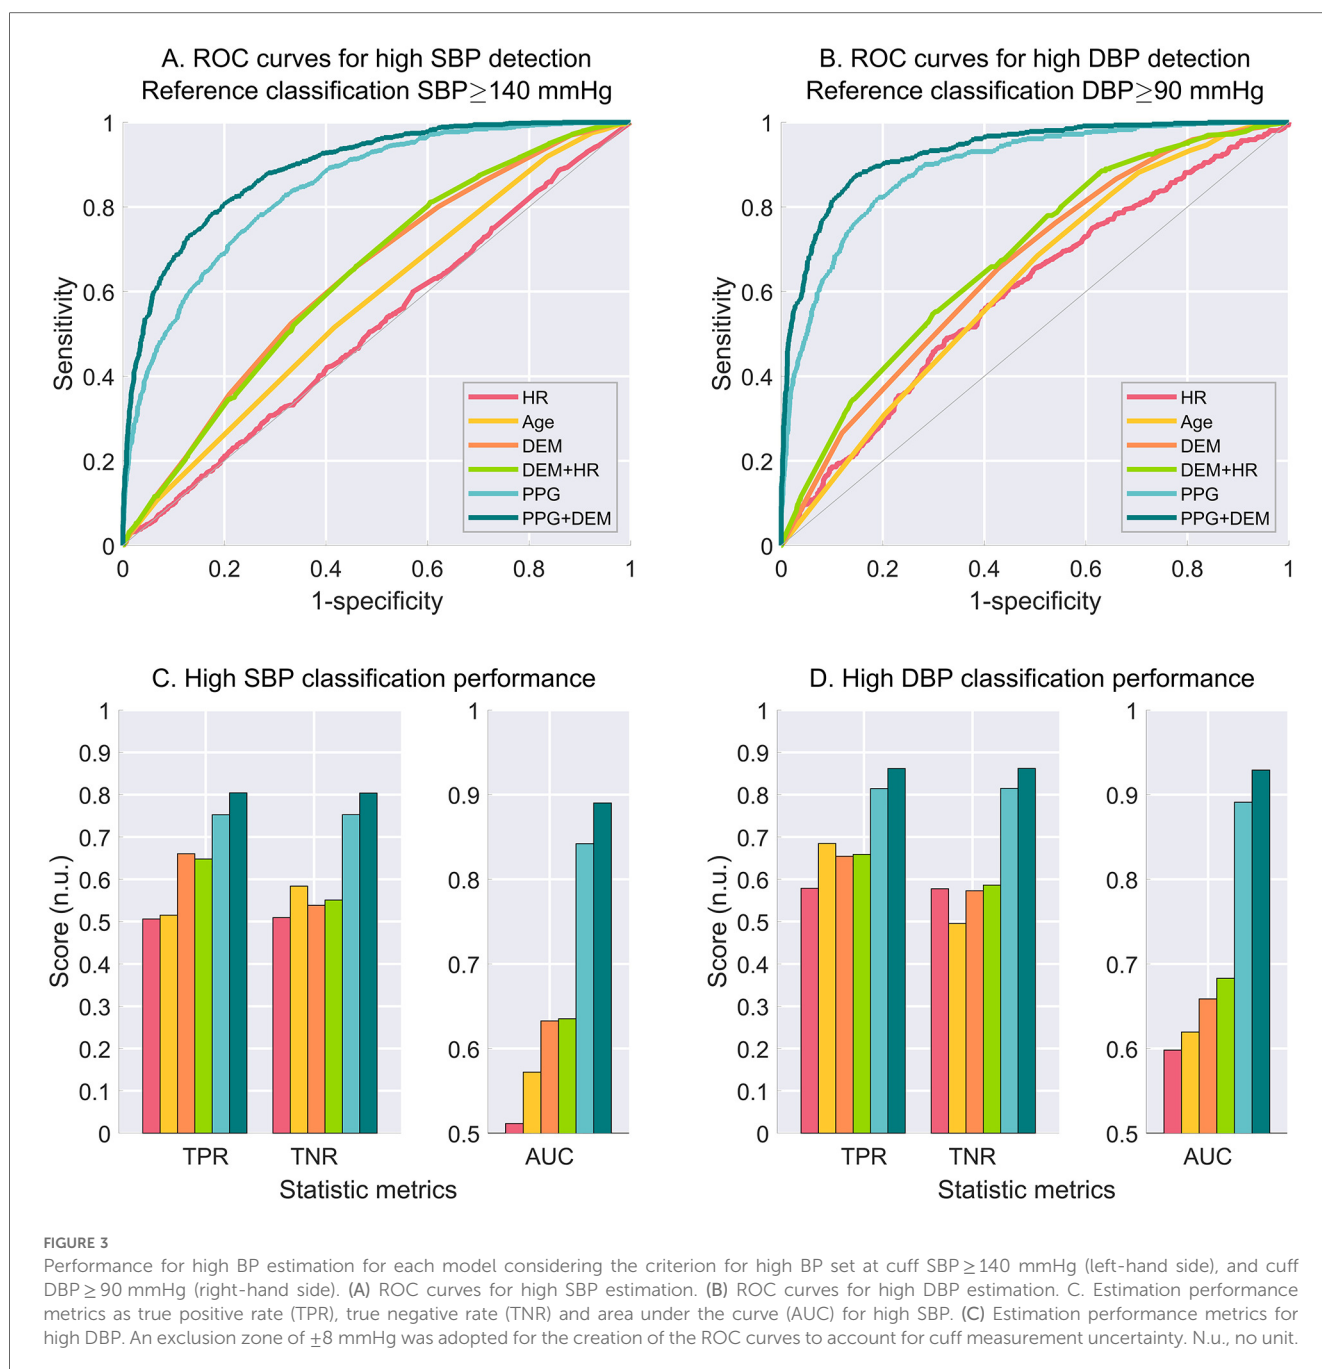 A. ROC curves for high SBP detection
Reference classification SBP≥140 mmHg
1
0.8
0.6
0.4
0.2
0
Sensitivity
HR
Age
DEM
DEM+HR
PPG
PPG+DEM
0
0.2
0.4
0.6
0.8
1
1-specificity
B. ROC curves for high DBP detection
Reference classification DBP≥90 mmHg
1
0.8
0.6
0.4
0.2
0
Sensitivity
HR
Age
DEM
DEM+HR
PPG
PPG+DEM
0
0.2
0.4
0.6
0.8
1
1-specificity
C. High SBP classification performance
1
0.9
0.8
0.7
0.6
0.5
0.4
0.3
0.2
0.1
0
Score (n.u.)
TPR
TNR
1
0.9
0.8
0.7
0.6
0.5
AUC
Statistic metrics
D. High DBP classification performance
1
0.9
0.8
0.7
0.6
0.5
0.4
0.3
0.2
0.1
0
Score (n.u.)
TPR
TNR
1
0.9
0.8
0.7
0.6
0.5
AUC
Statistic metrics
FIGURE 3
Performance for high BP estimation for each model considering the criterion for high BP set at cuff SBP ≥ 140 mmHg (left-hand side), and cuff
DBP ≥ 90 mmHg (right-hand side). (A) ROC curves for high SBP estimation. (B) ROC curves for high DBP estimation. C. Estimation performance
metrics as true positive rate (TPR), true negative rate (TNR) and area under the curve (AUC) for high SBP. (C) Estimation performance metrics for
high DBP. An exclusion zone of ±8 mmHg was adopted for the creation of the ROC curves to account for cuff measurement uncertainty. N.u., no unit.